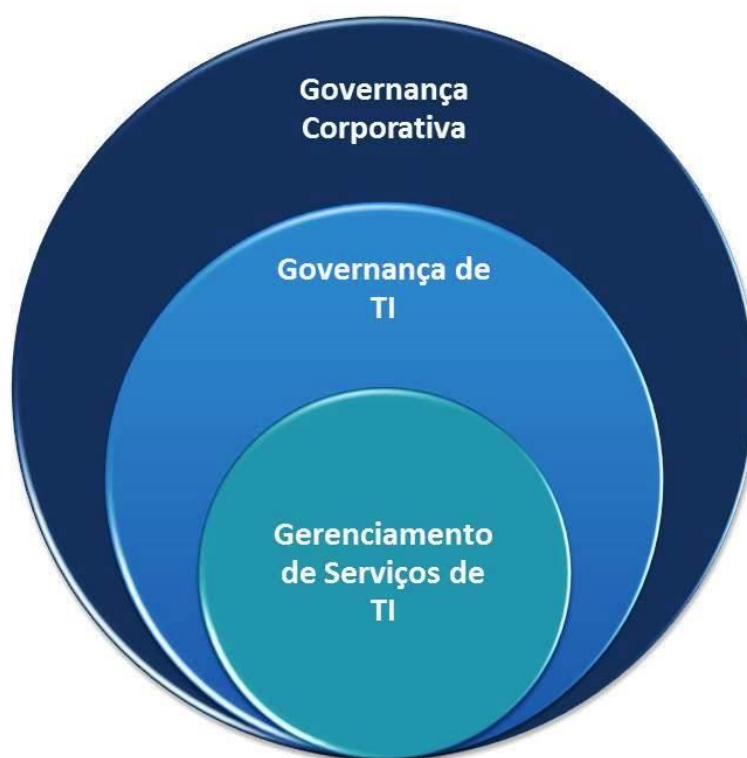 Governança
Corporativa
Governança de
TI
Gerenciamento
de Serviços de
TI